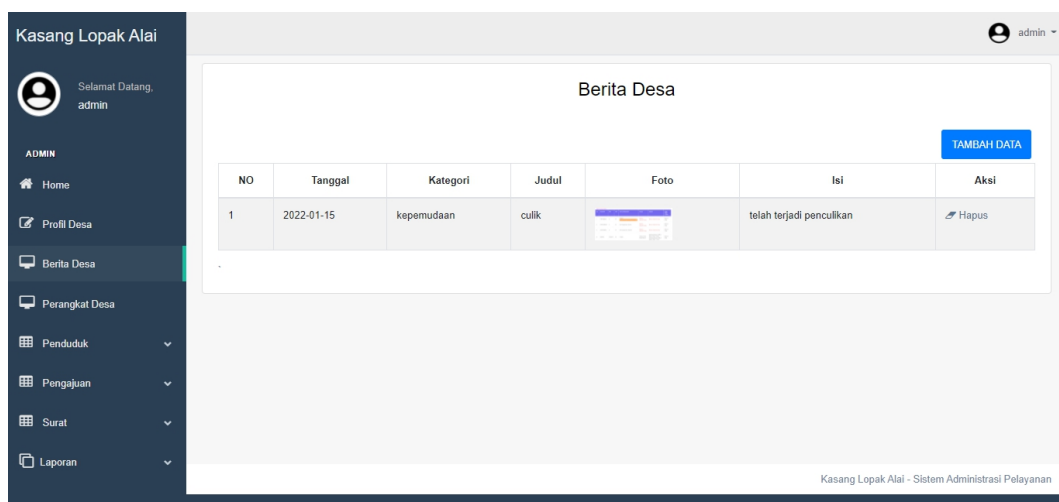 Kasang Lopak Alai
admin
Selamat Datang,
admin
ADMIN
Home
Profil Desa
Berita Desa
Perangkat Desa
Penduduk
Pengajuan
Surat
Laporan
Berita Desa
TAMBAH DATA
NO Tanggal Kategori Judul Foto Isi Aksi
1 2022-01-15 kepemudaan culik telah terjadi penculikan Hapus
.
Kasang Lopak Alai - Sistem Administrasi Pelayanan